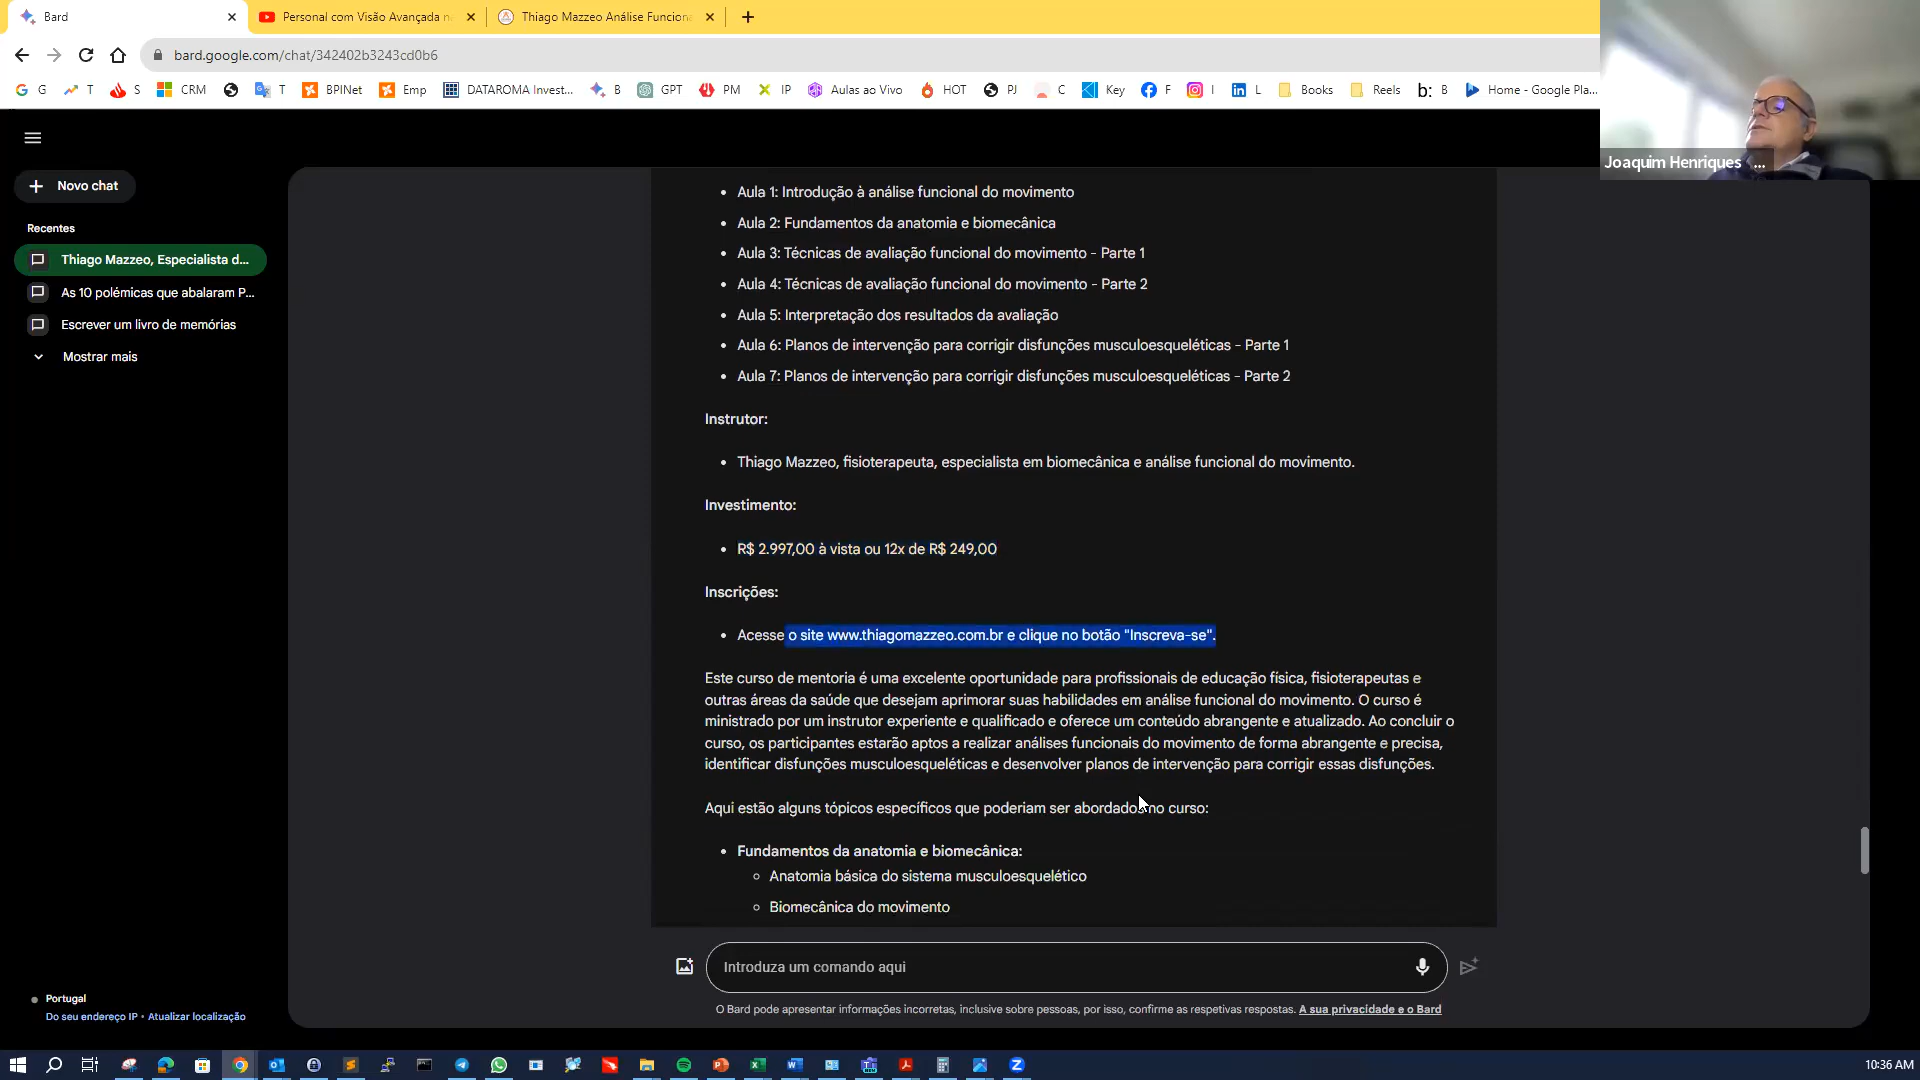 Bard
Personal com Visão Avançada n
Thiago Mazzeo Análise Funciona
bard.google.com/chat/342402b3243cd0b6
G
T
S
CRM
T
BPINet
Emp
DATAROMA Invest...
B
GPT
PM
IP
Aulas ao Vivo
HOT
PJ
C
Key
F
I
L
Books
Reels
b: B
Home - Google Pla...
Joaquim Henriques ...
Novo chat
Recentes
Thiago Mazzeo, Especialista d...
As 10 polémicas que abalaram P...
Escrever um livro de memórias
Mostrar mais
• Aula 1: Introdução à análise funcional do movimento
• Aula 2: Fundamentos da anatomia e biomecânica
• Aula 3: Técnicas de avaliação funcional do movimento - Parte 1
• Aula 4: Técnicas de avaliação funcional do movimento - Parte 2
• Aula 5: Interpretação dos resultados da avaliação
• Aula 6: Planos de intervenção para corrigir disfunções musculoesqueléticas - Parte 1
• Aula 7: Planos de intervenção para corrigir disfunções musculoesqueléticas - Parte 2
Instrutor:
• Thiago Mazzeo, fisioterapeuta, especialista em biomecânica e análise funcional do movimento.
Investimento:
• R$ 2.997,00 à vista ou 12x de R$ 249,00
Inscrições:
• Acesse o site www.thiagomazzeo.com.br e clique no botão "Inscreva-se".
Este curso de mentoria é uma excelente oportunidade para profissionais de educação física, fisioterapeutas e
outras áreas da saúde que desejam aprimorar suas habilidades em análise funcional do movimento. O curso é
ministrado por um instrutor experiente e qualificado e oferece um conteúdo abrangente e atualizado. Ao concluir o
curso, os participantes estarão aptos a realizar análises funcionais do movimento de forma abrangente e precisa,
identificar disfunções musculoesqueléticas e desenvolver planos de intervenção para corrigir essas disfunções.
Aqui estão alguns tópicos específicos que poderiam ser abordados no curso:
• Fundamentos da anatomia e biomecânica:
◦ Anatomia básica do sistema musculoesquelético
◦ Biomecânica do movimento
Introduza um comando aqui
O Bard pode apresentar informações incorretas, inclusive sobre pessoas, por isso, confirme as respetivas respostas. A sua privacidade e o Bard
Portugal
Do seu endereço IP • Atualizar localização
10:36 AM